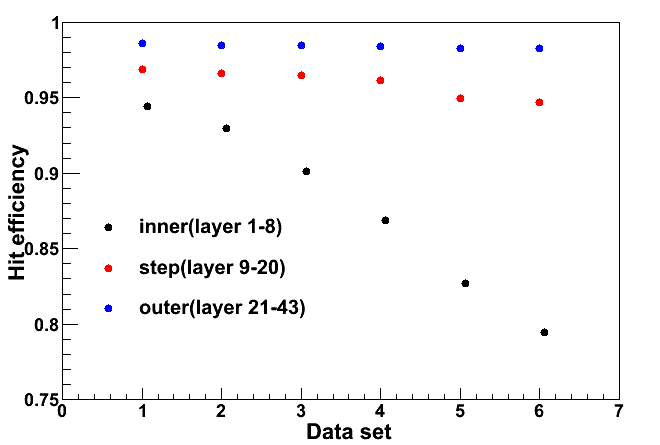 1
0.95
0.9
0.85
0.8
0.75
Hit efficiency
inner(layer 1-8)
step(layer 9-20)
outer(layer 21-43)
0 1 2 3 4 5 6 7
Data set